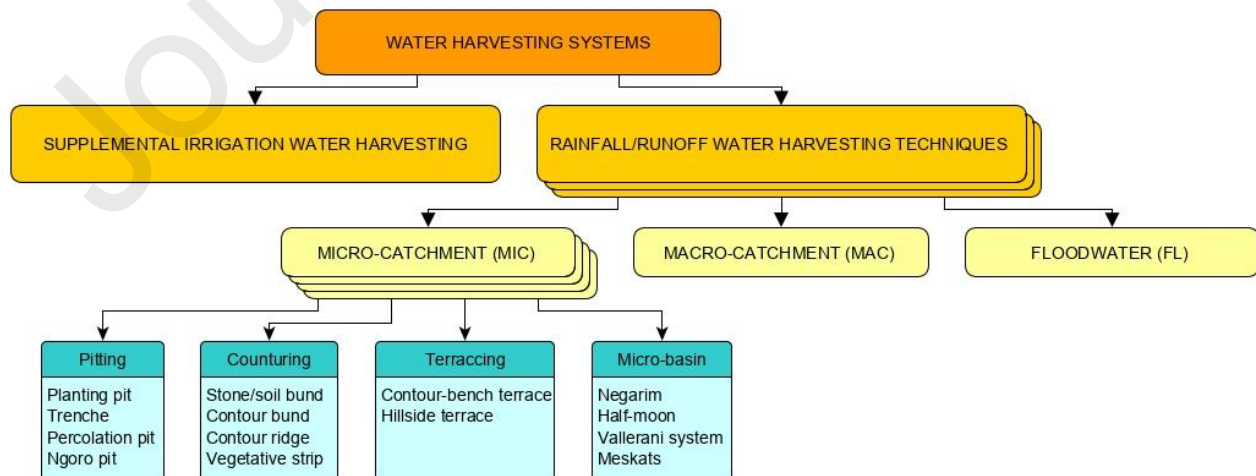 Jou
WATER HARVESTING SYSTEMS
SUPPLEMENTAL IRRIGATION WATER HARVESTING
RAINFALL/RUNOFF WATER HARVESTING TECHNIQUES
MICRO-CATCHMENT (MIC)
MACRO-CATCHMENT (MAC)
FLOODWATER (FL)
Pitting
Planting pit
Trenche
Percolation pit
Ngoro pit
Counturing
Stone/soil bund
Contour bund
Contour ridge
Vegetative strip
Terraccing
Contour-bench terrace
Hillside terrace
Micro-basin
Negarim
Half-moon
Vallerani system
Meskats